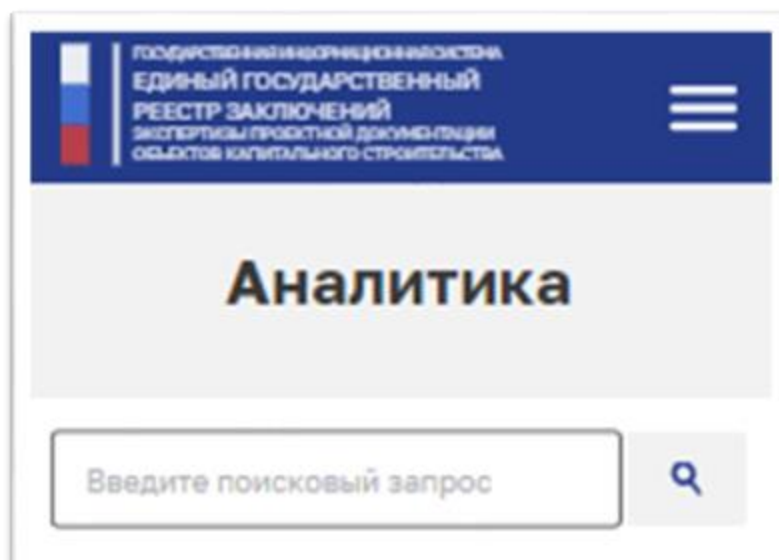 ГОСУДАРСТВЕННАЯ ИНФОРМАЦИОННАЯ СИСТЕМА
ЕДИНЫЙ ГОСУДАРСТВЕННЫЙ
РЕЕСТР ЗАКЛЮЧЕНИЙ
ЭКСПЕРТИЗЫ ПРОЕКТНОЙ ДОКУМЕНТАЦИИ
ОБЪЕКТОВ КАПИТАЛЬНОГО СТРОИТЕЛЬСТВА
Аналитика
Введите поисковый запрос